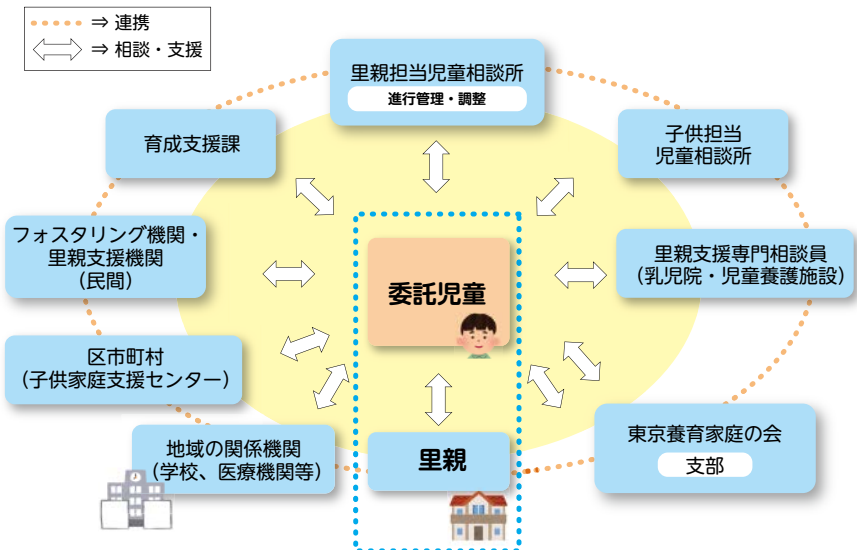 ⇒ 連携
⇒ 相談・支援
里親担当児童相談所
進行管理・調整
育成支援課
子供担当
児童相談所
フォスタリング機関・
里親支援機関
(民間)
里親支援専門相談員
(乳児院・児童養護施設)
委託児童
区市町村
(子供家庭支援センター)
地域の関係機関
(学校、医療機関等)
里親
東京養育家庭の会
支部